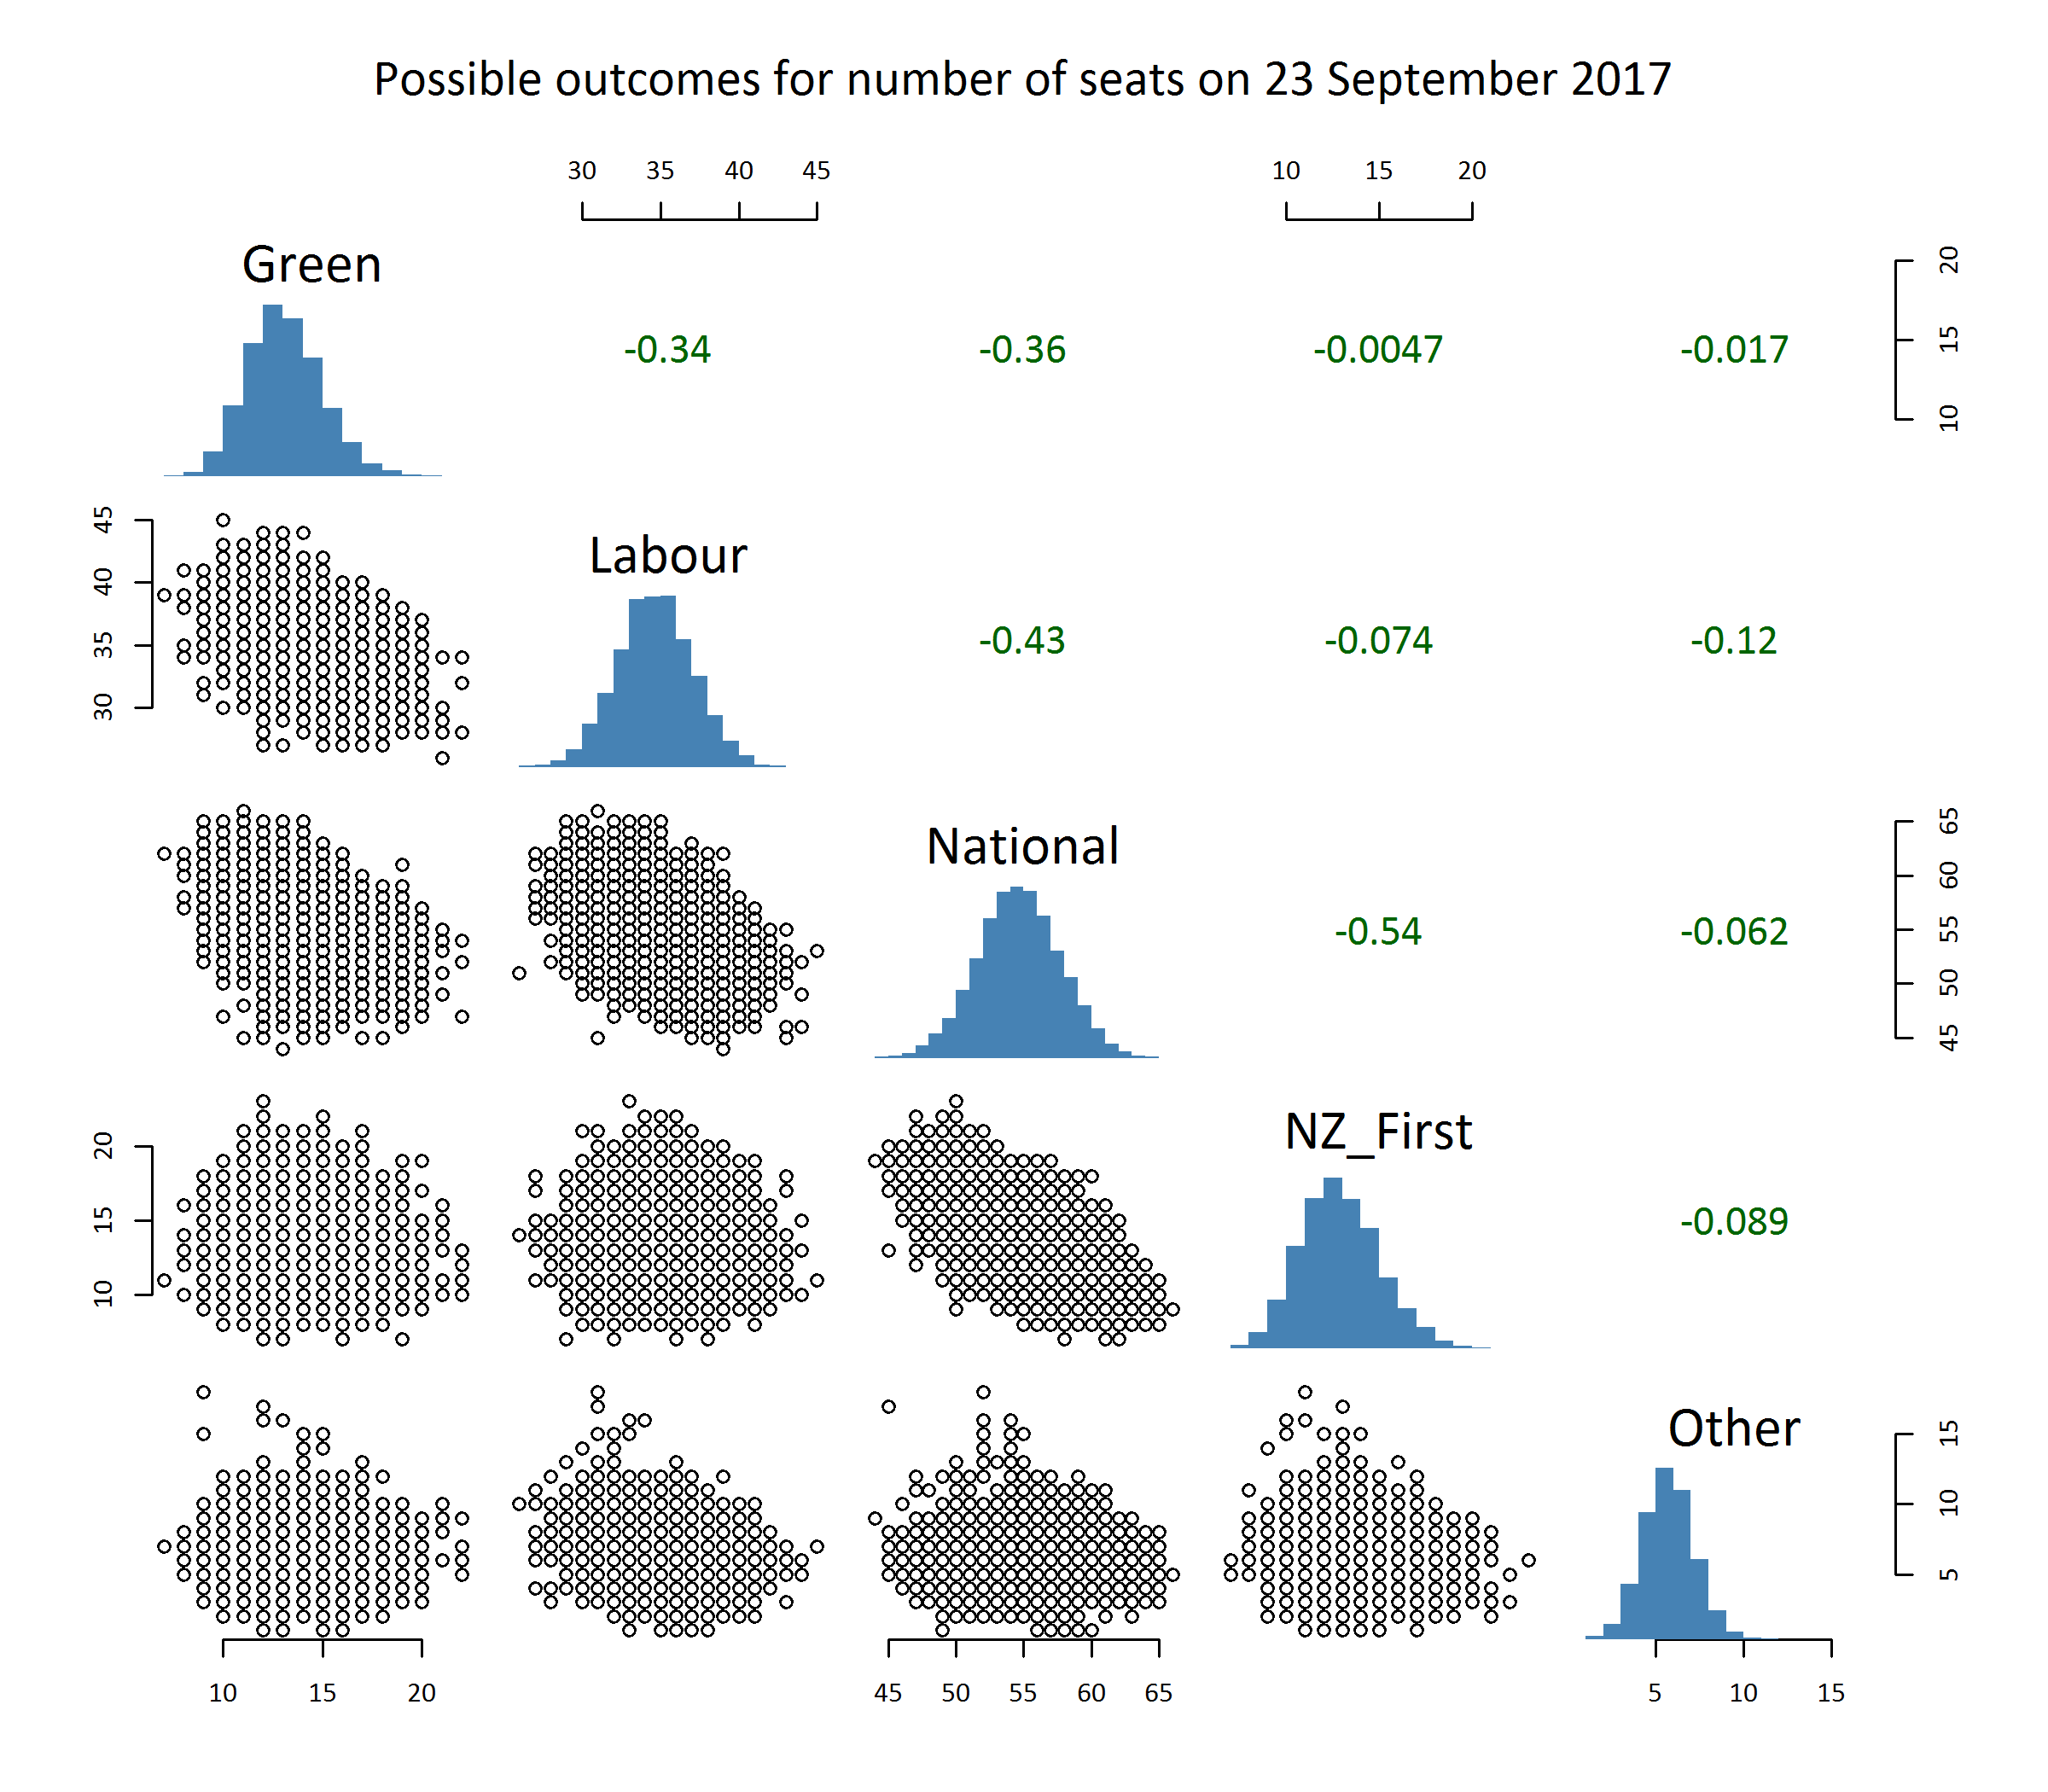 Possible outcomes for number of seats on 23 September 2017
30 35 40 45
10 15 20
Green
-0.34
-0.36
-0.0047
-0.017
20
15
10
45
40
35
30
Labour
-0.43
-0.074
-0.12
National
-0.54
-0.062
65
60
55
50
45
20
15
10
NZ_First
-0.089
Other
15
10
5
10 15 20
45 50 55 60 65
5 10 15